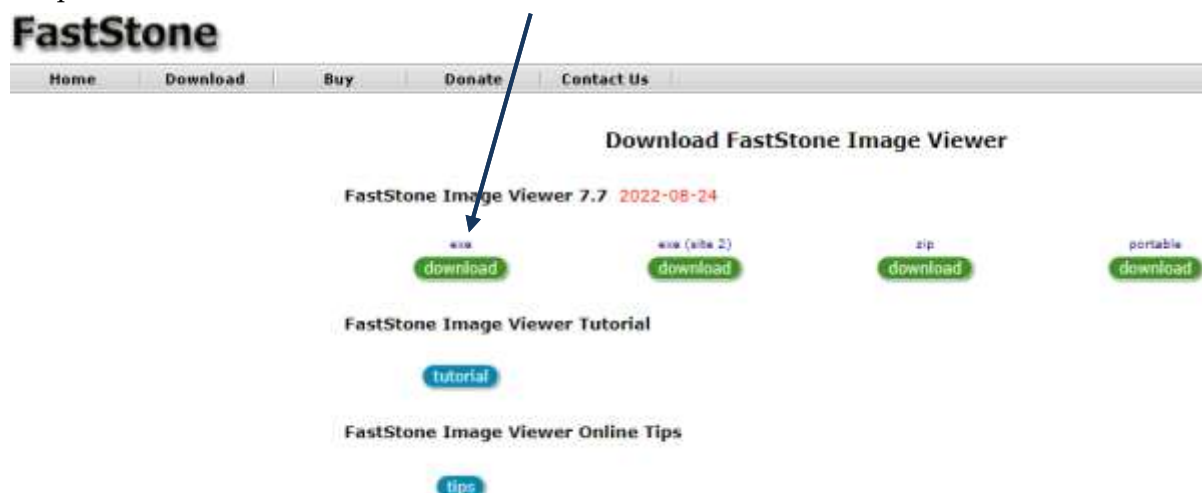 FastStone
Home Download Buy Donate Contact Us
Download FastStone Image Viewer
FastStone Image Viewer 7.7 2022-08-24
exe exe (site 2) zip portable
download download download download
FastStone Image Viewer Tutorial
tutorial
FastStone Image Viewer Online Tips
tips